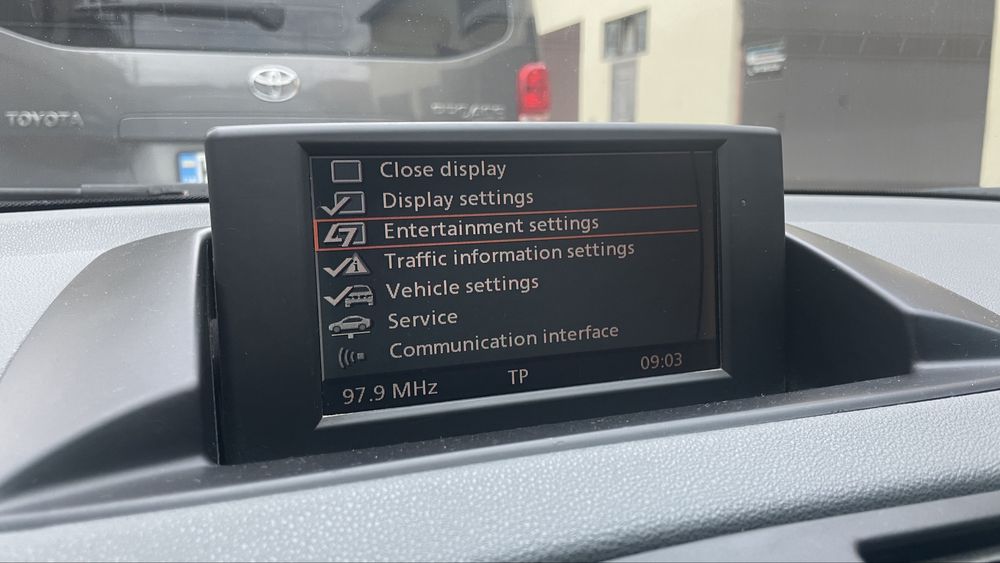 TOYOTA
Close display
Display settings
Entertainment settings
Traffic information settings
Vehicle settings
Service
Communication interface
97.9 MHz
TP
09:03